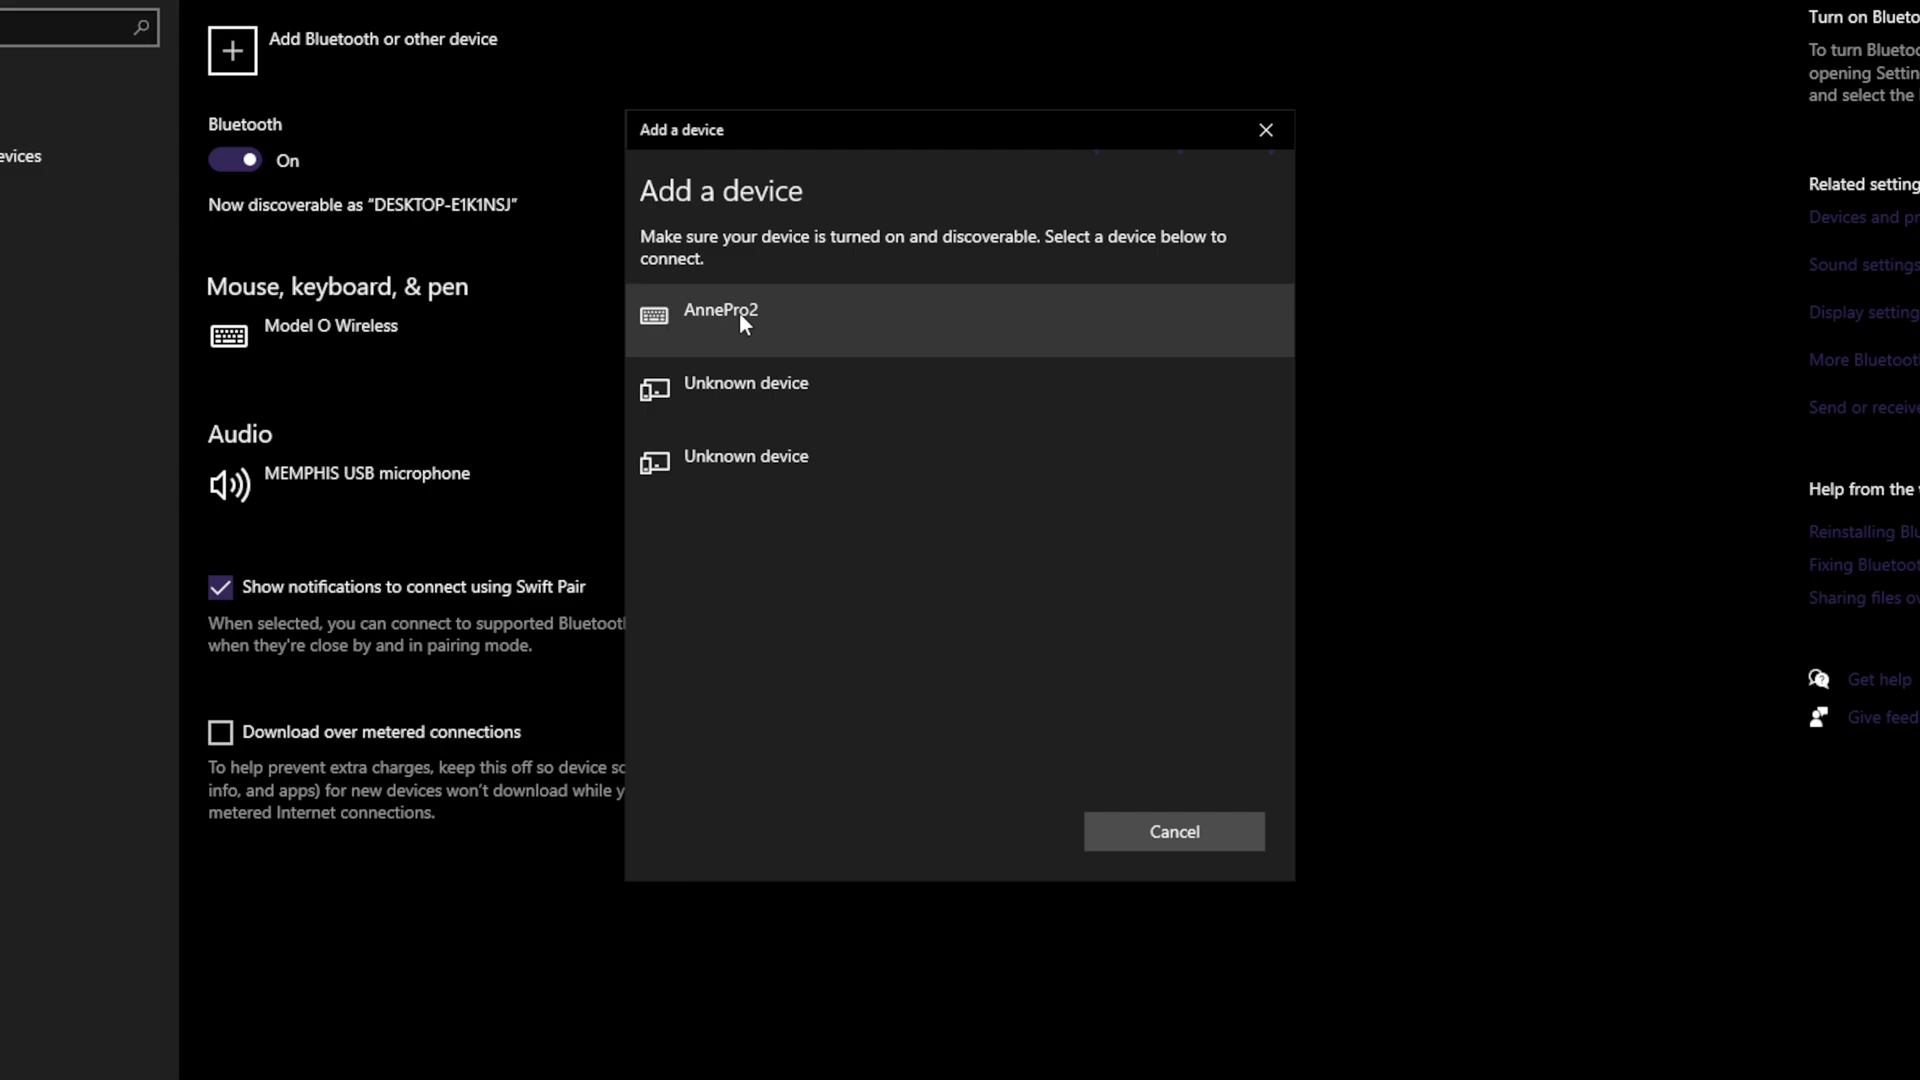 Add Bluetooth or other device
Bluetooth
On
Now discoverable as “DESKTOP-E1K1NSJ”
evices
Mouse, keyboard, & pen
Model O Wireless
Audio
MEMPHIS USB microphone
Show notifications to connect using Swift Pair
When selected, you can connect to supported Bluetooth
when they're close by and in pairing mode.
Download over metered connections
To help prevent extra charges, keep this off so device so
info, and apps) for new devices won’t download while y
metered Internet connections.
Add a device
Add a device
Make sure your device is turned on and discoverable. Select a device below to
connect.
AnnePro2
Unknown device
Unknown device
Cancel
Turn on Blueto
To turn Bluetoo
opening Settin
and select the
Related setting
Devices and pr
Sound settings
Display setting
More Bluetoot
Send or receive
Help from the
Reinstalling Blu
Fixing Bluetoot
Sharing files ov
Get help
Give feed